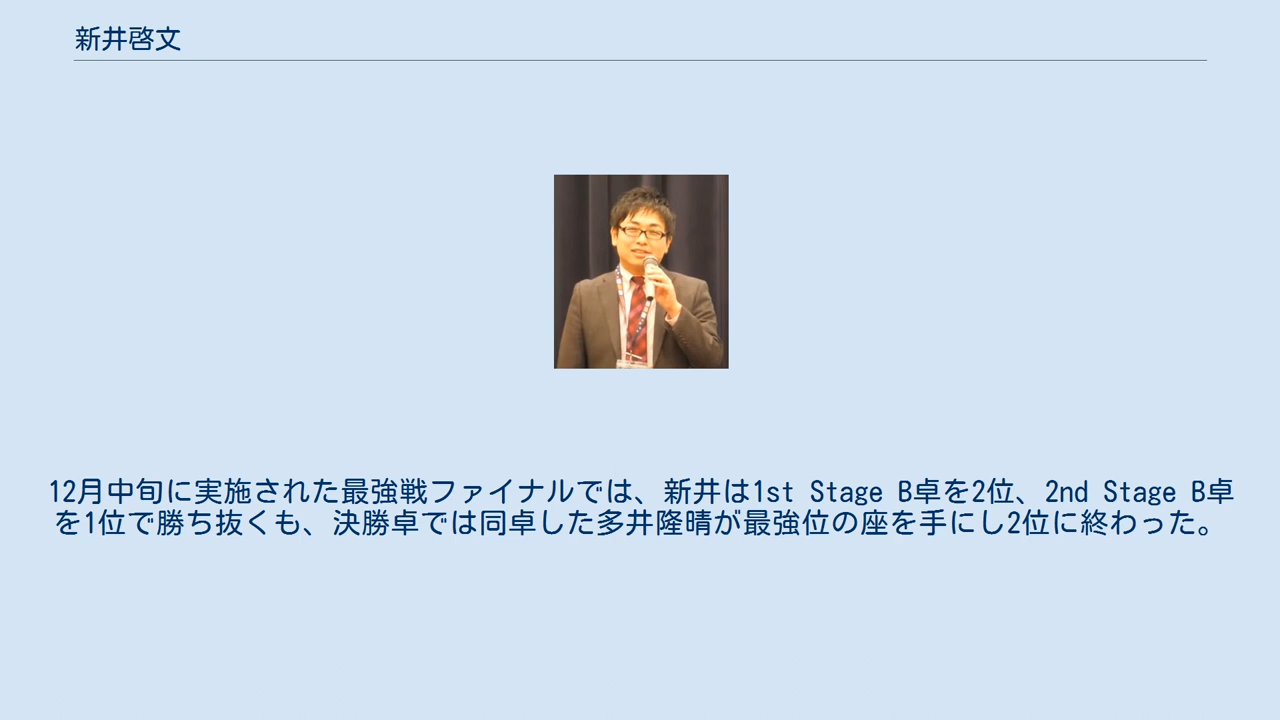 新井啓文
12月中旬に実施された最強戦ファイナルでは、新井は1st Stage B卓を2位、2nd Stage B卓
を1位で勝ち抜くも、決勝卓では同卓した多井隆晴が最強位の座を手にし2位に終わった。